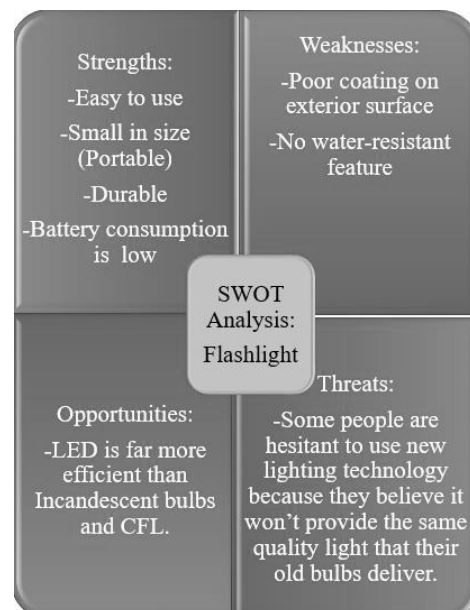 Strengths:
-Easy to use
-Small in size
(Portable)
-Durable
-Battery consumption
is low
Weaknesses:
-Poor coating on
exterior surface
-No water-resistant
feature
SWOT
Analysis:
Flashlight
Opportunities:
-LED is far more
efficient than
Incandescent bulbs
and CFL.
Threats:
-Some people are
hesitant to use new
lighting technology
because they believe it
won’t provide the same
quality light that their
old bulbs deliver.